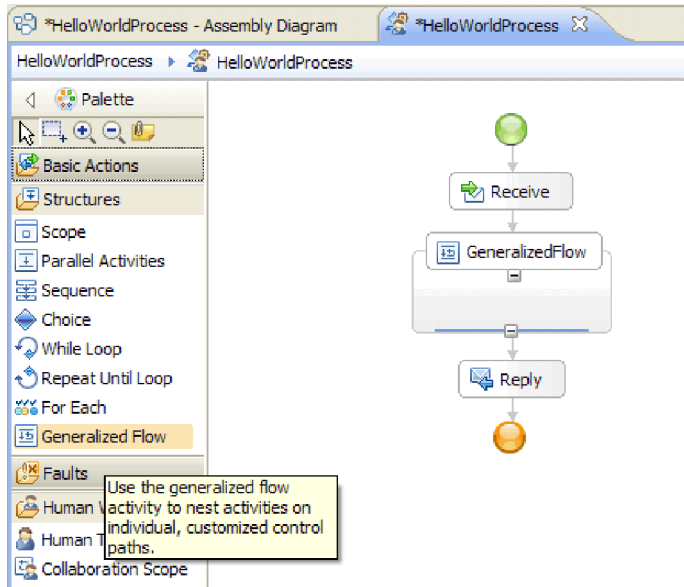 *HelloWorldProcess - Assembly Diagram
*HelloWorldProcess
HelloWorldProcess
HelloWorldProcess
Palette
Basic Actions
Structures
Scope
Parallel Activities
Sequence
Choice
While Loop
Repeat Until Loop
For Each
Generalized Flow
Faults
Human
Human T
Collaboration Scope
Use the generalized flow
activity to nest activities on
individual, customized control
paths.
Receive
GeneralizedFlow
Reply